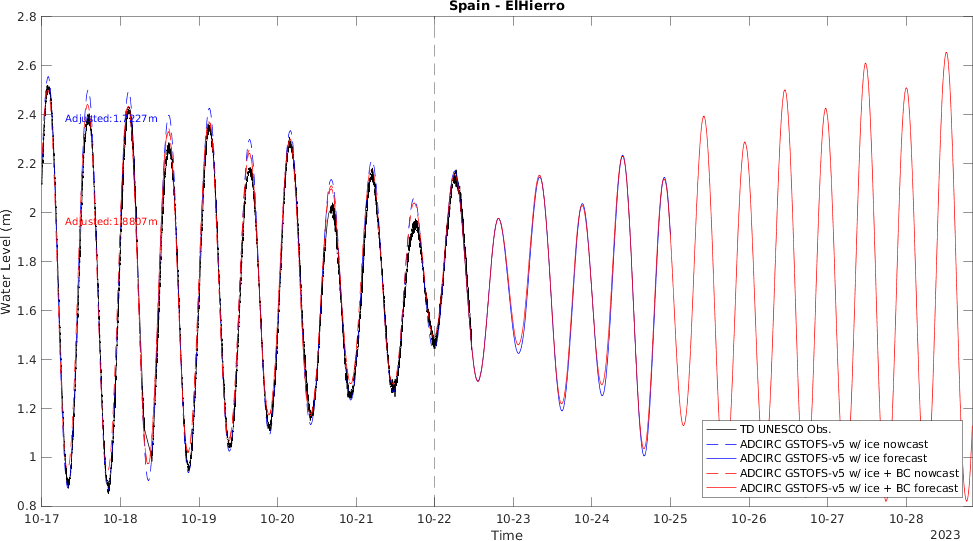 Spain - ElHierro
2.8
2.6
2.4
2.2
2
1.8
1.6
1.4
1.2
1
0.8
Water Level (m)
Adjusted:1.7227m
Adjusted:1.8807m
TD UNESCO Obs.
ADCIRC GSTOFS-v5 w/ ice nowcast
ADCIRC GSTOFS-v5 w/ ice forecast
ADCIRC GSTOFS-v5 w/ ice + BC nowcast
ADCIRC GSTOFS-v5 w/ ice + BC forecast
10-17 10-18 10-19 10-20 10-21 10-22 10-23 10-24 10-25 10-26 10-27 10-28
Time
2023